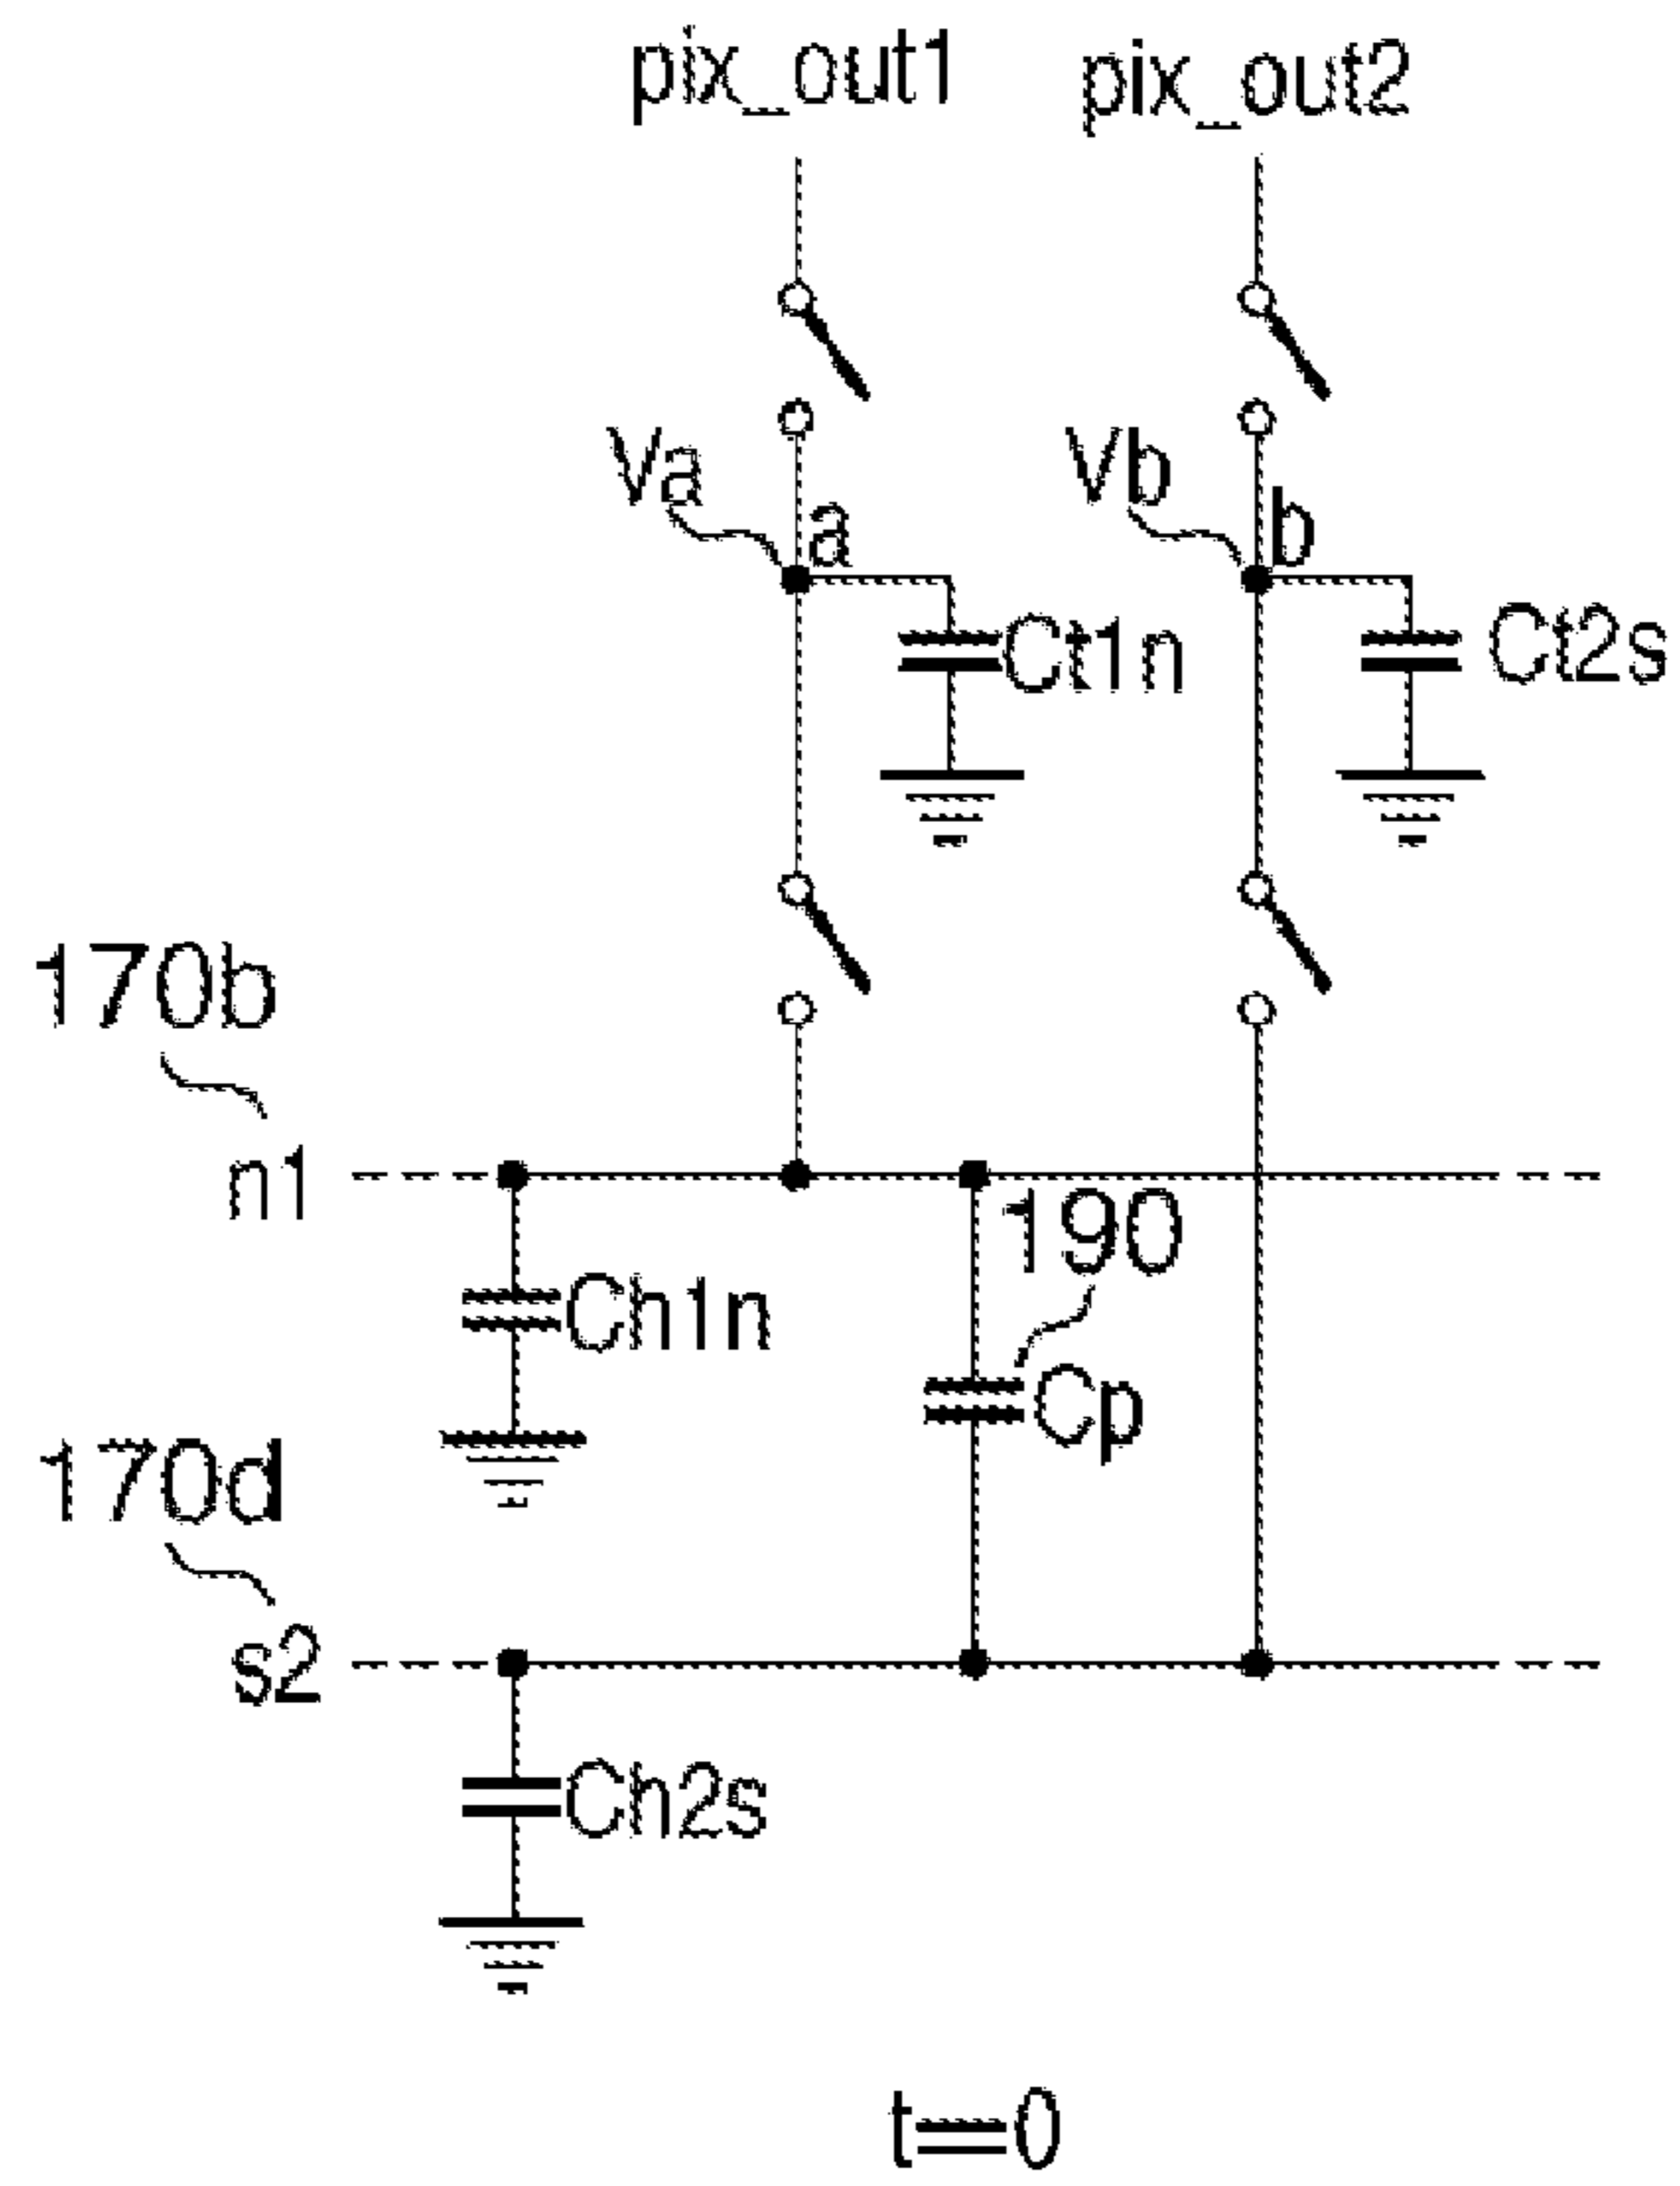 pix_out1 pix_out2
Va a Vb b
Ct1n Ct2s
170b
n1
190
Ch1n
Cp
170d
s2
Ch2s
t=0